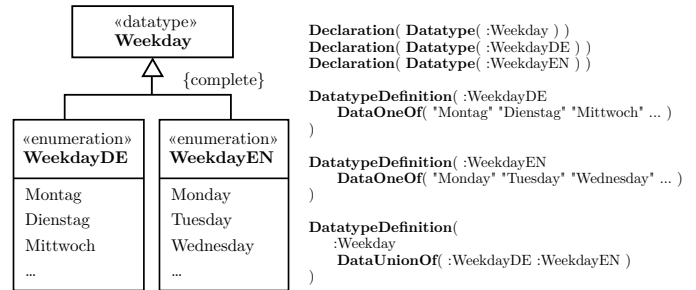 «datatype»
Weekday
{complete}
«enumeration»
WeekdayDE
Montag
Dienstag
Mittwoch
...
«enumeration»
WeekdayEN
Monday
Tuesday
Wednesday
...
Declaration( Datatype( :Weekday ) )
Declaration( Datatype( :WeekdayDE ) )
Declaration( Datatype( :WeekdayEN ) )
DatatypeDefinition( :WeekdayDE
DataOneOf( "Montag" "Dienstag" "Mittwoch" ... )
)
DatatypeDefinition( :WeekdayEN
DataOneOf( "Monday" "Tuesday" "Wednesday" ... )
)
DatatypeDefinition(
:Weekday
DataUnionOf( :WeekdayDE :WeekdayEN )
)